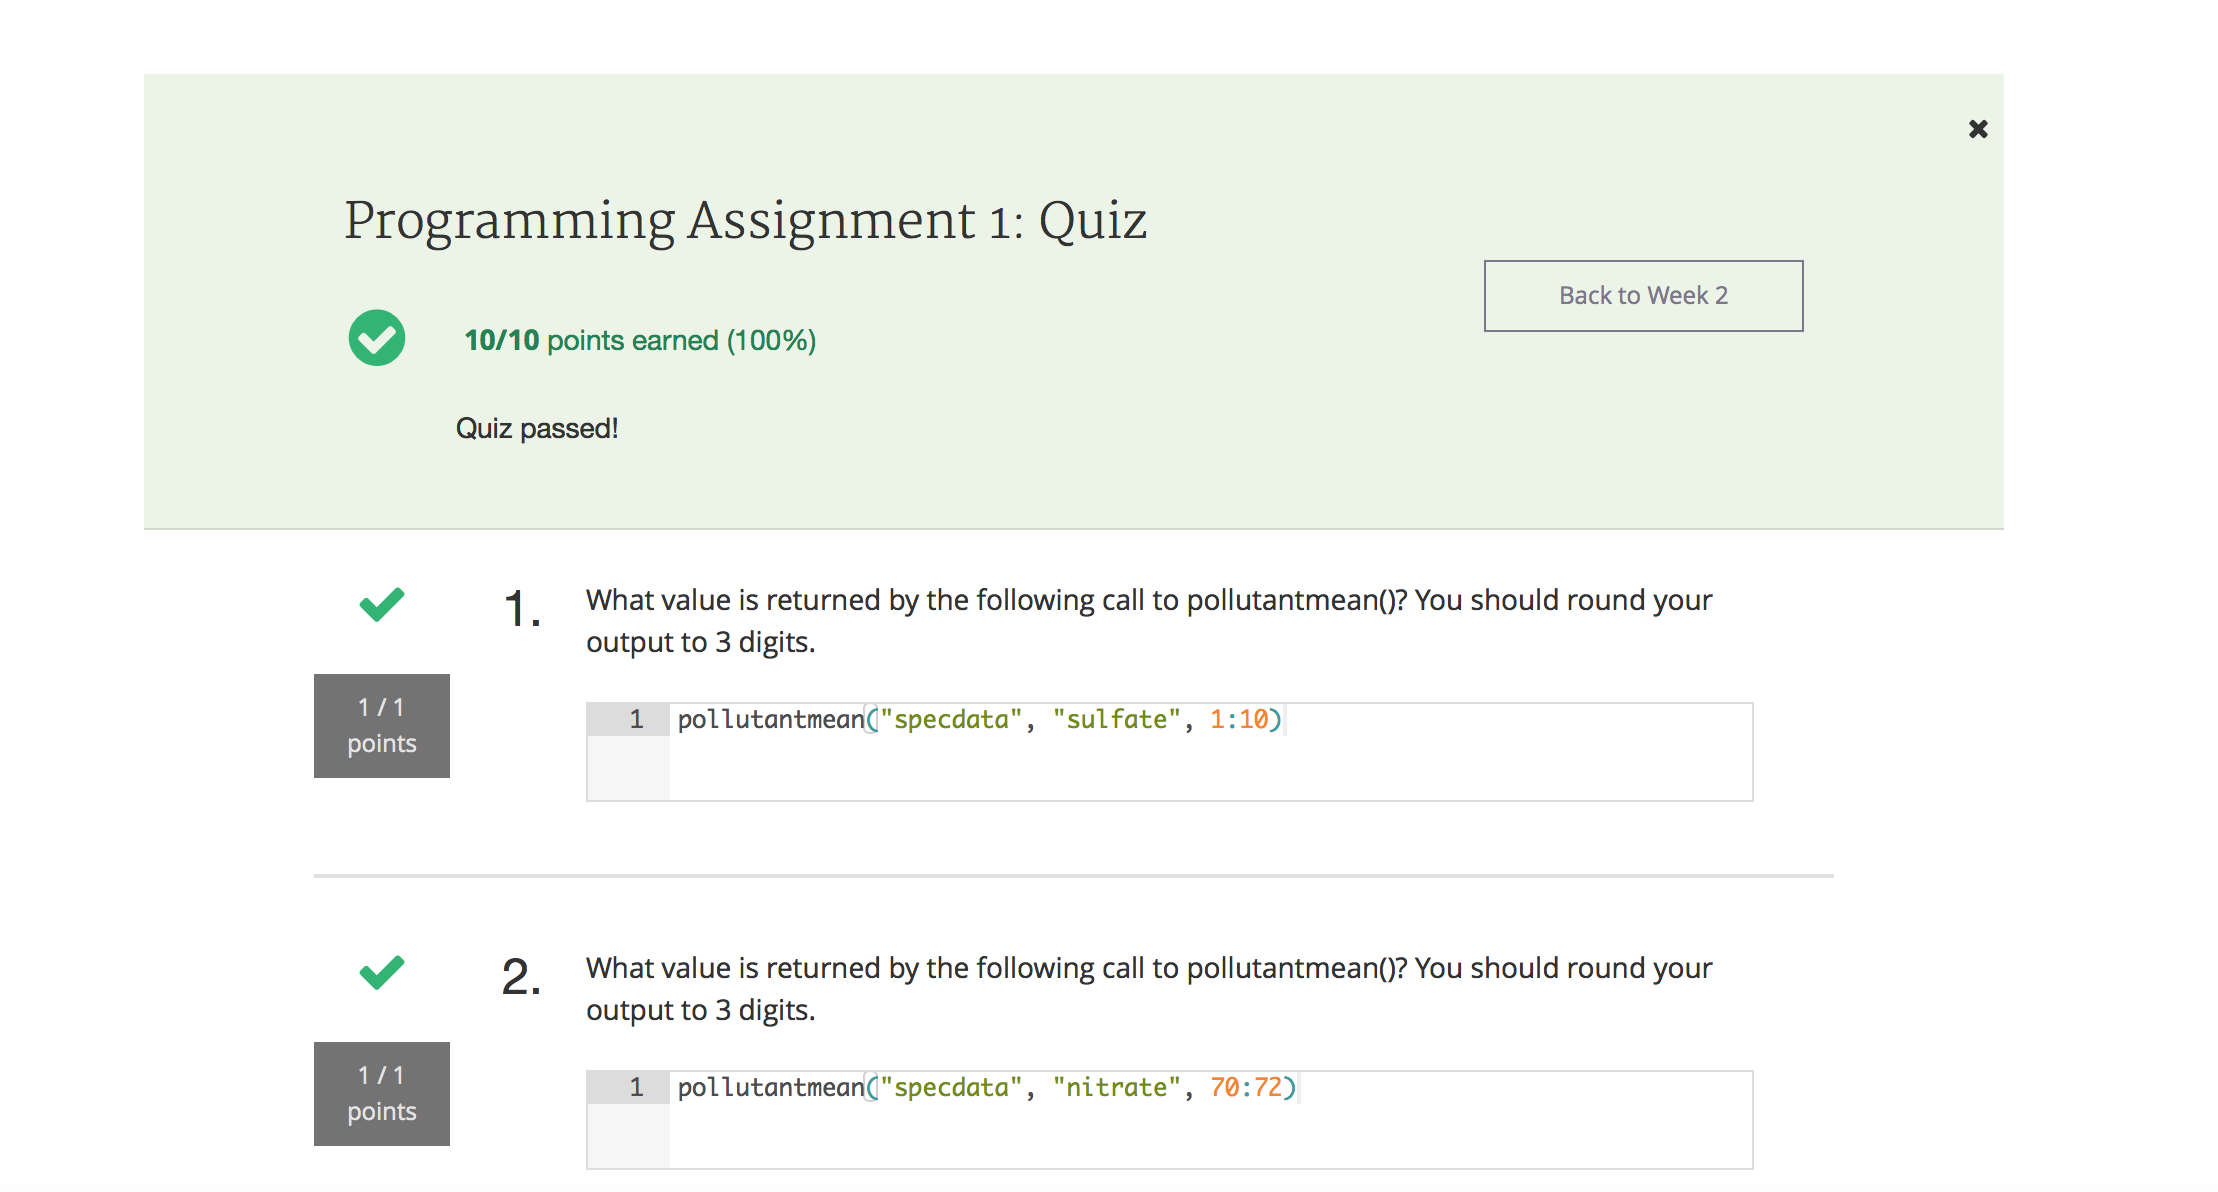 Programming Assignment 1: Quiz
Back to Week 2
10/10 points earned (100%)
Quiz passed!
1.
What value is returned by the following call to pollutantmean()? You should round your
output to 3 digits.
1 / 1
points
1
pollutantmean("specdata", "sulfate", 1:10)
2.
What value is returned by the following call to pollutantmean()? You should round your
output to 3 digits.
1 / 1
points
1
pollutantmean("specdata", "nitrate", 70:72)